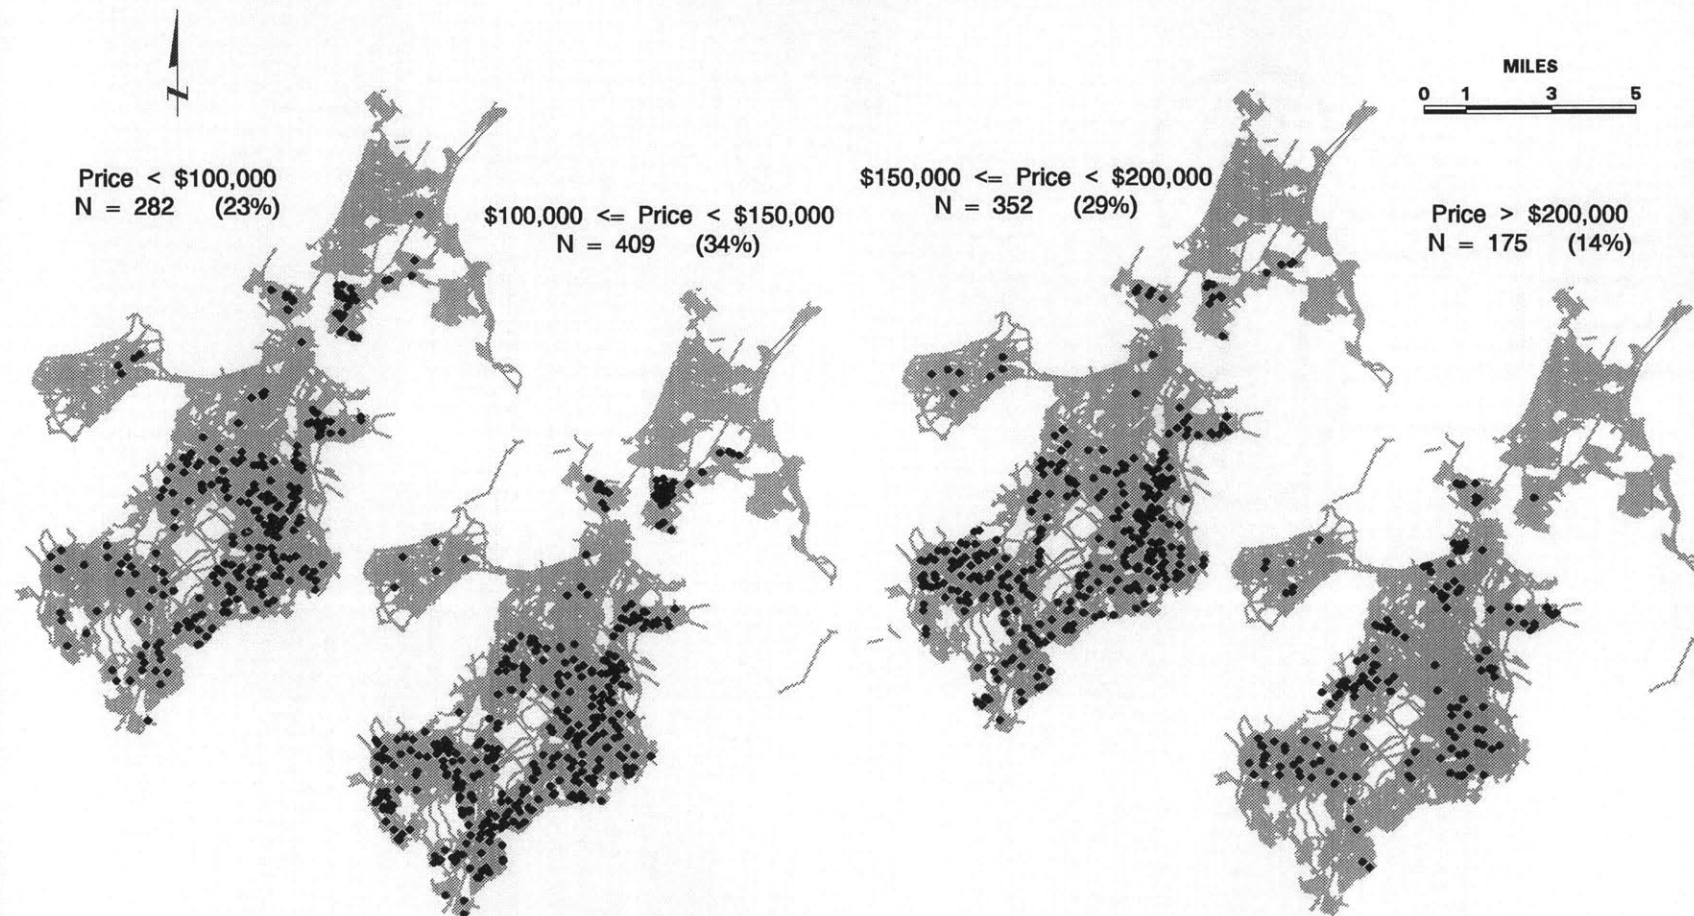 MILES
0 1 3 5
Price < $100,000
N = 282 (23%)
$100,000 <= Price < $150,000
N = 409 (34%)
$150,000 <= Price < $200,000
N = 352 (29%)
Price > $200,000
N = 175 (14%)
N